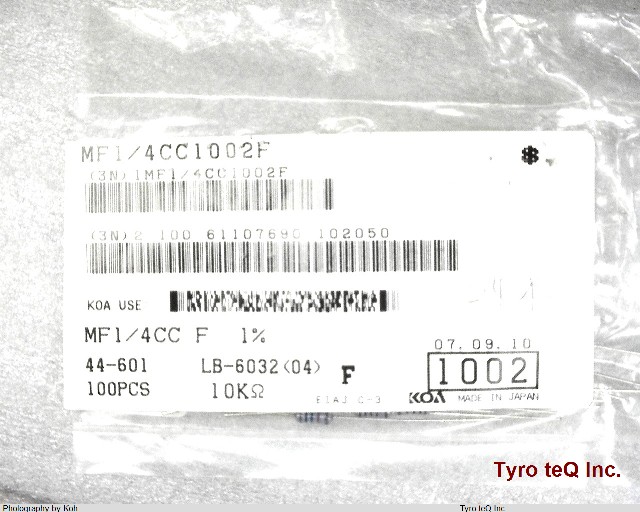 MF1/4CC1002F
(3N)1MF1/4CC1002F
(3N)2 100 61107690 102050
KOA USE
MF1/4CC F 1%
07.09.10
44-601 LB-6032(04) F 1002
100PCS 10KΩ EIAJ C-3 KOA MADE IN JAPAN
Tyro teQ Inc.
Photography by Koh Tyro teQ Inc